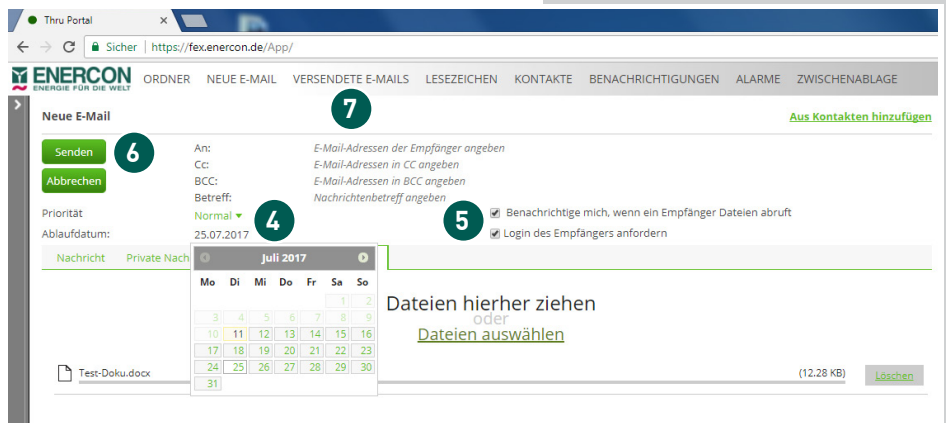 Thru Portal
Sicher | https://fex.enercon.de/App/
ENERCON
ENERGIE FÜR DIE WELT
ORDNER NEUE E-MAIL VERSENDETE E-MAILS LESEZEICHEN KONTAKTE BENACHRICHTIGUNGEN ALARME ZWISCHENABLAGE
7
Neue E-Mail
Aus Kontakten hinzufügen
Senden
6
Abbrechen
An: E-Mail-Adressen der Empfänger angeben
Cc: E-Mail-Adressen in CC angeben
BCC: E-Mail-Adressen in BCC angeben
Betreff: Nachrichtenbetreff angeben
Priorität Normal
4
5
Benachrichtige mich, wenn ein Empfänger Dateien abruft
Ablaufdatum: 25.07.2017
Login des Empfängers anfordern
Nachricht Private Nach
Juli 2017
Mo Di Mi Do Fr Sa So
1 2
3 4 5 6 7 8 9
10 11 12 13 14 15 16
17 18 19 20 21 22 23
24 25 26 27 28 29 30
31
Dateien hierher ziehen
oder
Dateien auswählen
Test-Doku.docx (12.28 KB) Löschen